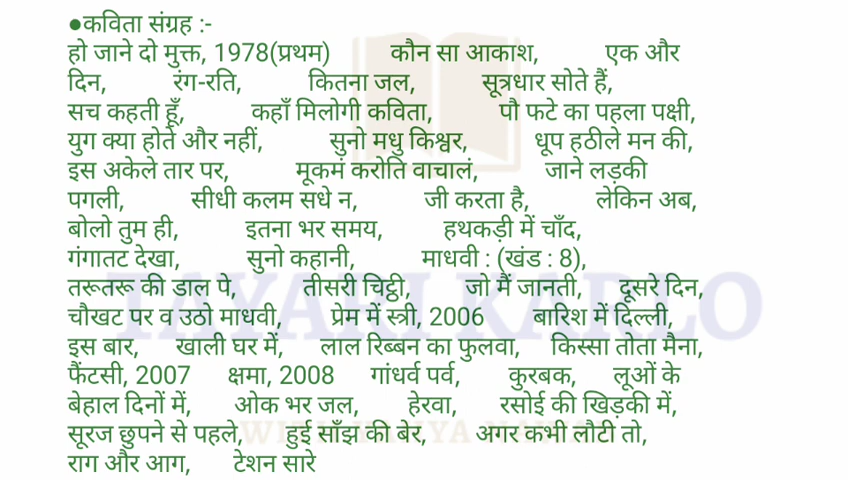 ●कविता संग्रह :-
हो जाने दो मुक्त, 1978(प्रथम) कौन सा आकाश, एक और
दिन, रंग-रति, कितना जल, सूत्रधार सोते हैं,
सच कहती हूँ, कहाँ मिलोगी कविता, पौ फटे का पहला पक्षी,
युग क्या होते और नहीं, सुनो मधु किश्वर, धूप हठीले मन की,
इस अकेले तार पर, मूकमं करोति वाचालं, जाने लड़की
पगली, सीधी कलम सधे न, जी करता है, लेकिन अब,
बोलो तुम ही, इतना भर समय, हथकड़ी में चाँद,
गंगातट देखा, सुनो कहानी, माधवी : (खंड : 8),
तरूतरू की डाल पे, तीसरी चिट्ठी, जो मैं जानती, दूसरे दिन,
चौखट पर व उठो माधवी, प्रेम में स्त्री, 2006 बारिश में दिल्ली,
इस बार, खाली घर में, लाल रिब्बन का फुलवा, किस्सा तोता मैना,
फैंटसी, 2007 क्षमा, 2008 गांधर्व पर्व, कुरबक, लूओं के
बेहाल दिनों में, ओक भर जल, हेरवा, रसोई की खिड़की में,
सूरज छुपने से पहले, हुई साँझ की बेर, अगर कभी लौटी तो,
राग और आग, टेशन सारे
TAYARI KARLO